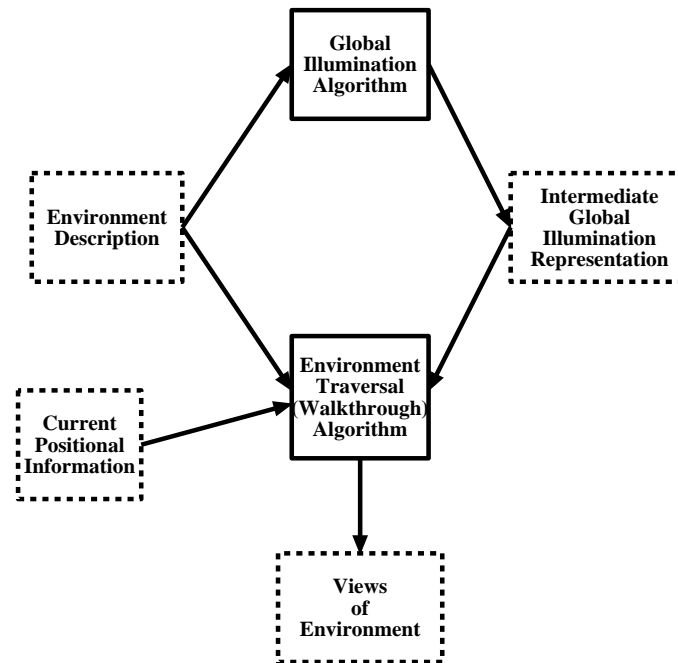 Global
Illumination
Algorithm
Environment
Description
Intermediate
Global
Illumination
Representation
Environment
Traversal
(Walkthrough)
Algorithm
Current
Positional
Information
Views
of
Environment